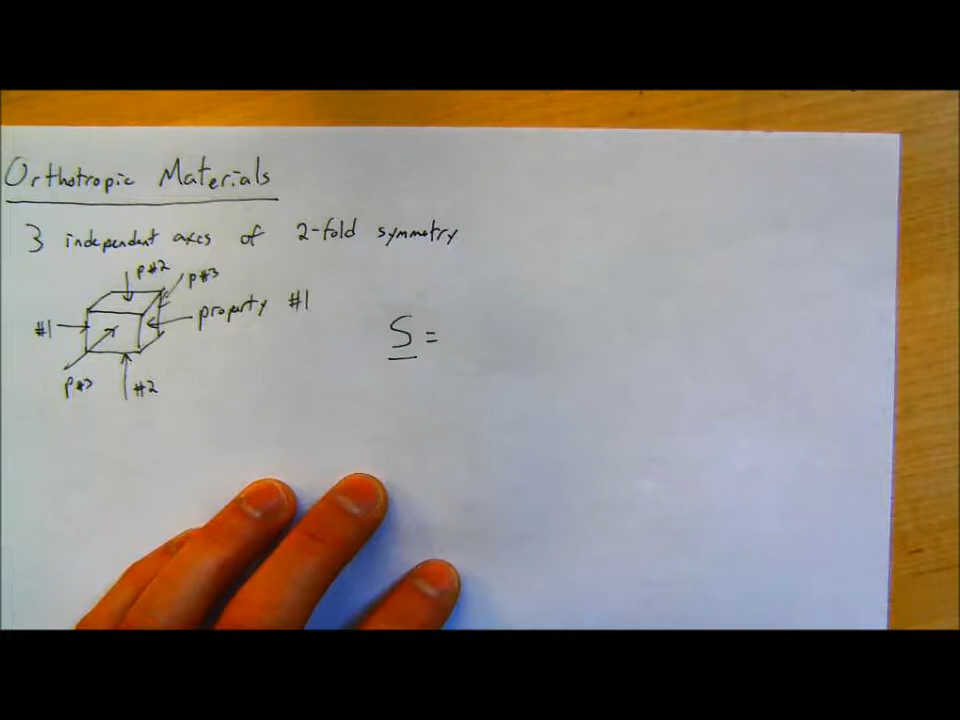 Orthotropic Materials
3 independent axes of 2-fold symmetry
P#2
P#3
property #1
#1
S =
P#3
#2